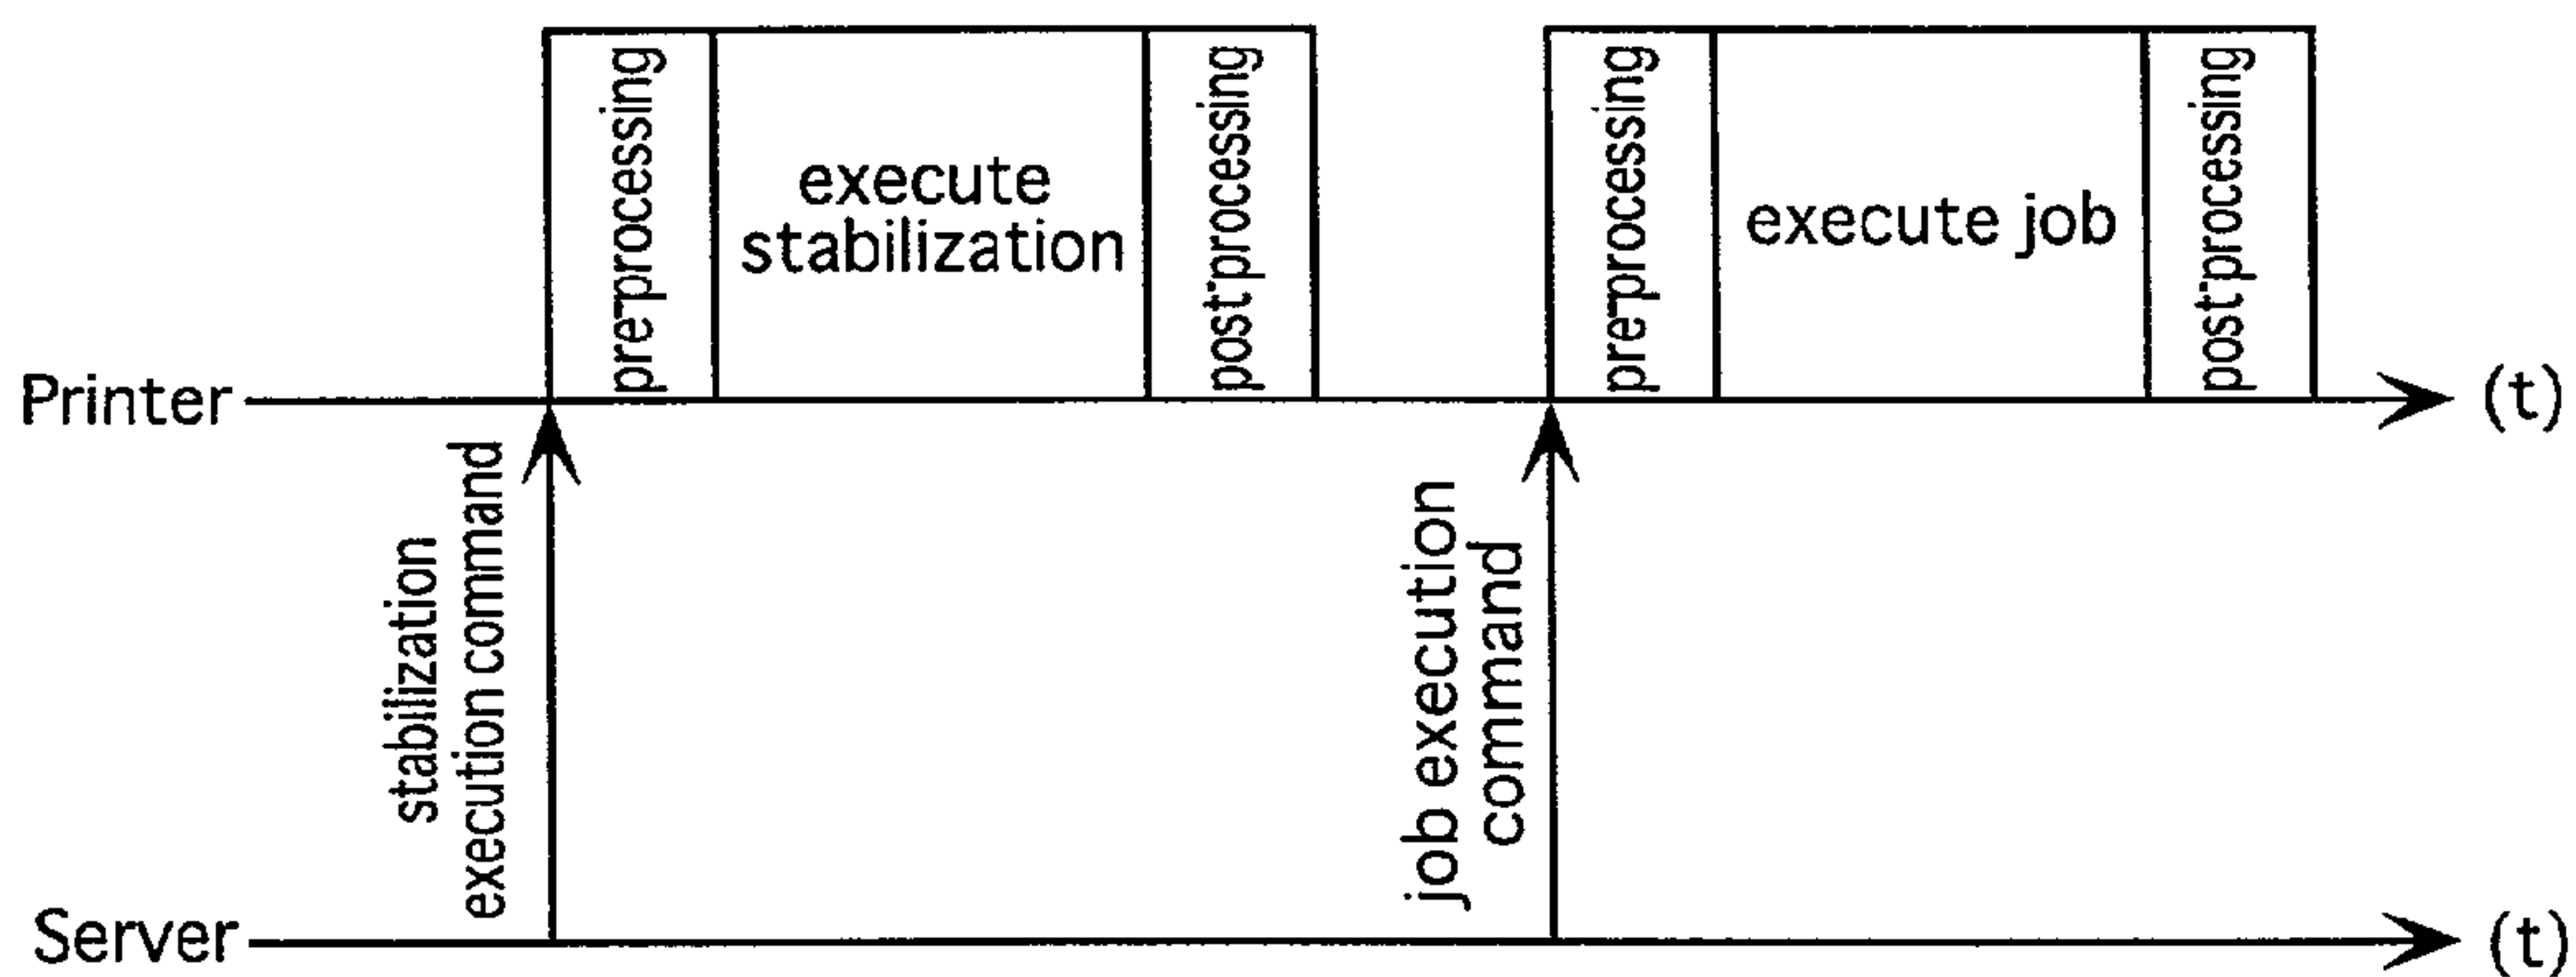 pre-processing
execute
stabilization
post-processing
pre-processing
execute job
post-processing
Printer
(t)
stabilization
execution command
job execution
command
Server
(t)